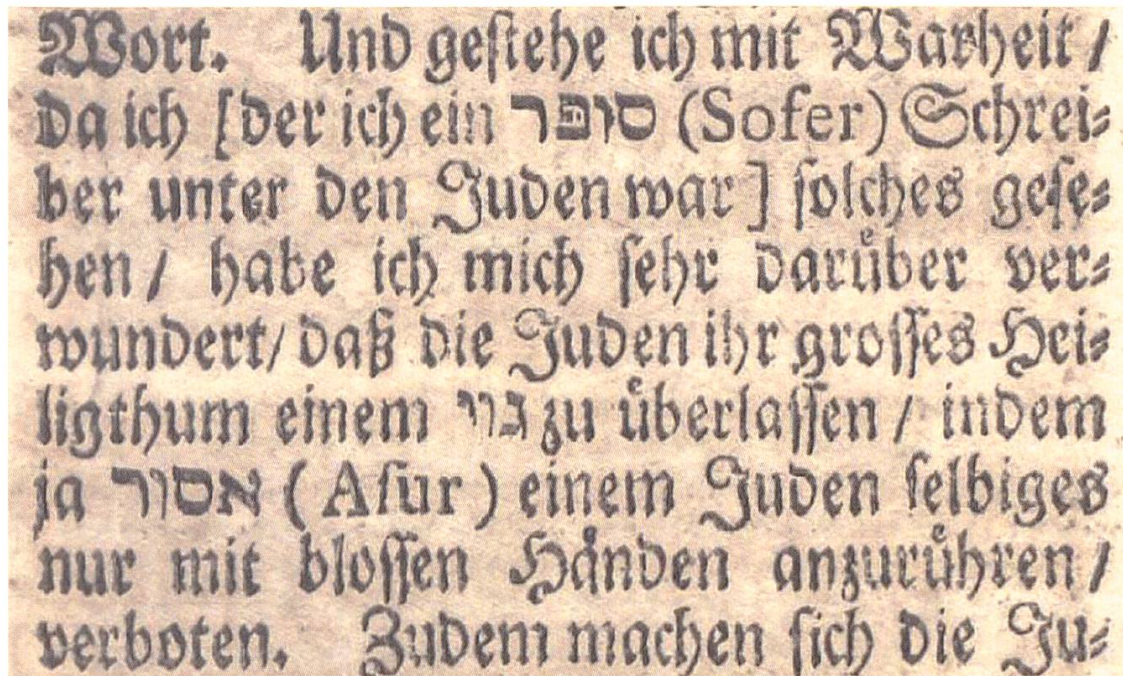 Wort. Und geſtehe ich mit Warheit /
da ich [der ich ein סופר (Sofer) Schrei⸗
ber unter den Juden war] ſolches geſe⸗
hen / habe ich mich ſehr darüber ver⸗
wundert / daß die Juden ihr groſſes Hei⸗
ligthum einem גוי zu überlaſſen / indem
ja אסור (Aſur) einem Juden ſelbiges
nur mit bloſſen Händen anzurühren /
verboten. Zudem machen ſich die Ju⸗